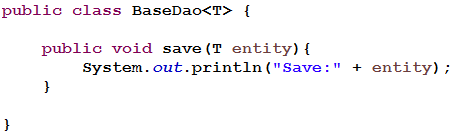 public class BaseDao<T> {
public void save(T entity){
System.out.println("Save:" + entity);
}
}